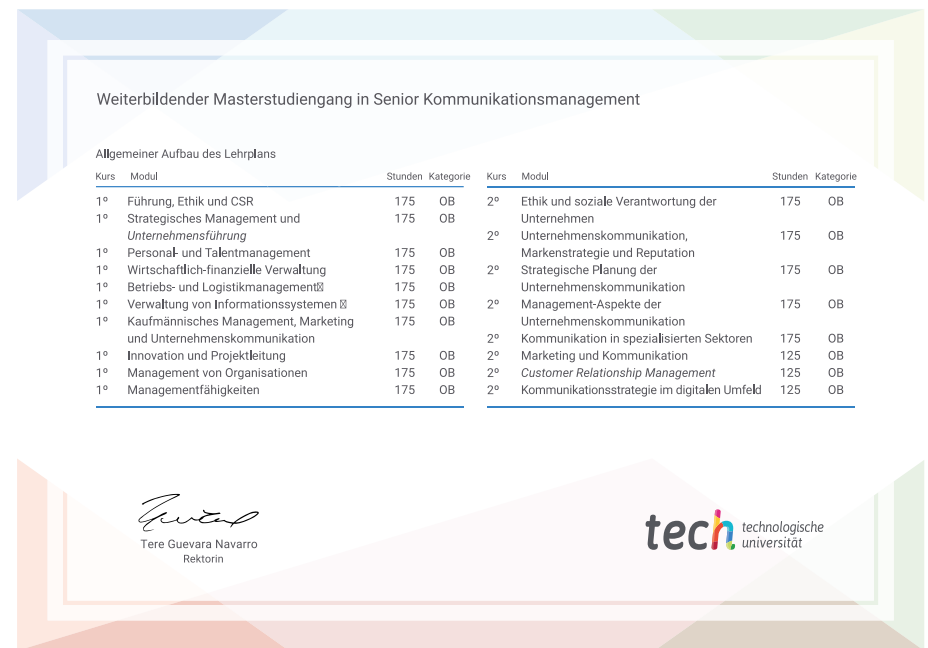 Weiterbildender Masterstudiengang in Senior Kommunikationsmanagement
Allgemeiner Aufbau des Lehrplans
Kurs Modul Stunden Kategorie
1º Führung, Ethik und CSR 175 OB
1º Strategisches Management und 175 OB
Unternehmensführung
1º Personal- und Talentmanagement 175 OB
1º Wirtschaftlich-finanzielle Verwaltung 175 OB
1º Betriebs- und Logistikmanagement 175 OB
1º Verwaltung von Informationssystemen 175 OB
1º Kaufmännisches Management, Marketing 175 OB
und Unternehmenskommunikation
1º Innovation und Projektleitung 175 OB
1º Management von Organisationen 175 OB
1º Managementfähigkeiten 175 OB
Kurs Modul Stunden Kategorie
2º Ethik und soziale Verantwortung der 175 OB
Unternehmen
2º Unternehmenskommunikation, 175 OB
Markenstrategie und Reputation
2º Strategische Planung der 175 OB
Unternehmenskommunikation
2º Management-Aspekte der 175 OB
Unternehmenskommunikation
2º Kommunikation in spezialisierten Sektoren 175 OB
2º Marketing und Kommunikation 125 OB
2º Customer Relationship Management 125 OB
2º Kommunikationsstrategie im digitalen Umfeld 125 OB
Tere Guevara Navarro
Rektorin
tech technologische
universität